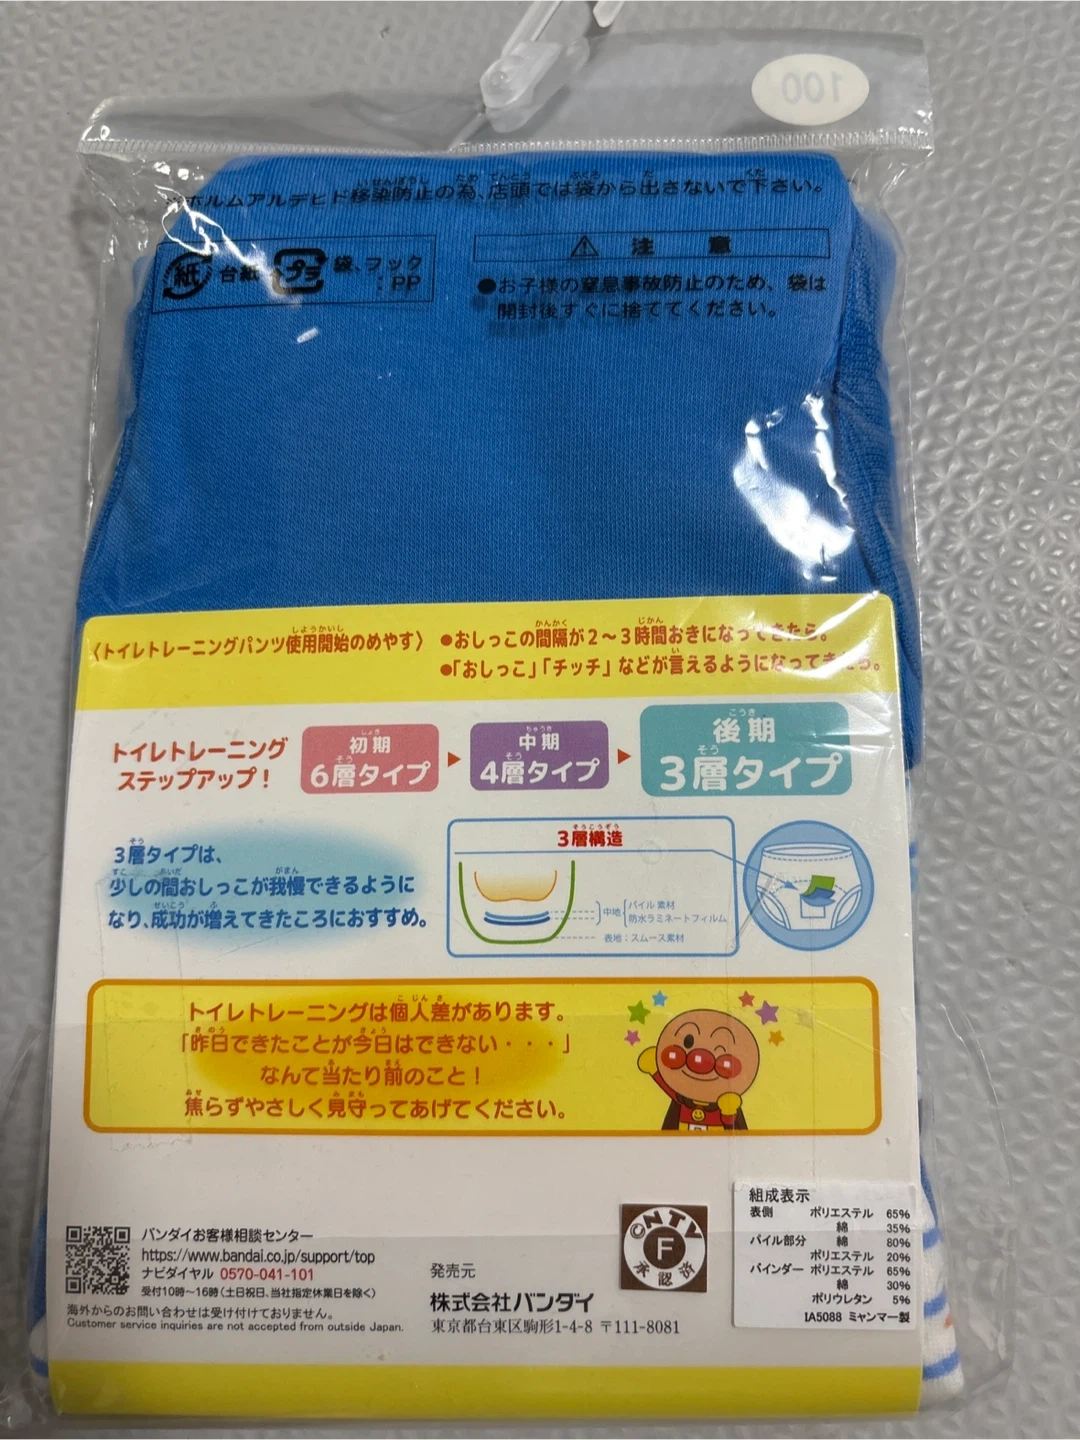 100
ホルムアルデヒド移染防止の為、店頭では袋から出さないで下さい。
紙 台紙 プラ 袋、フック：PP
注意
●お子様の窒息事故防止のため、袋は
開封後すぐに捨ててください。
〈トイレトレーニングパンツ使用開始のめやす〉
●おしっこの間隔が2〜3時間おきになってきたら。
●「おしっこ」「チッチ」などが言えるようになってきたら。
トイレトレーニング
ステップアップ！
初期
6層タイプ
中期
4層タイプ
後期
3層タイプ
3層タイプは、
少しの間おしっこが我慢できるように
なり、成功が増えてきたころにおすすめ。
3層構造
中地
パイル素材
防水ラミネートフィルム
表地：スムース素材
トイレトレーニングは個人差があります。
「昨日できたことが今日はできない・・・」
なんて当たり前のこと！
焦らずやさしく見守ってあげてください。
バンダイお客様相談センター
https://www.bandai.co.jp/support/top
ナビダイヤル 0570-041-101
受付10時〜16時（土日祝日、当社指定休業日を除く）
海外からのお問い合わせは受け付けておりません。
Customer service inquiries are not accepted from outside Japan.
発売元
株式会社バンダイ
東京都台東区駒形1-4-8 〒111-8081
©NTV
F
承認済
組成表示
表側 ポリエステル 65%
綿 35%
パイル部分 綿 80%
ポリエステル 20%
バインダー ポリエステル 65%
綿 30%
ポリウレタン 5%
IA5088 ミャンマー製